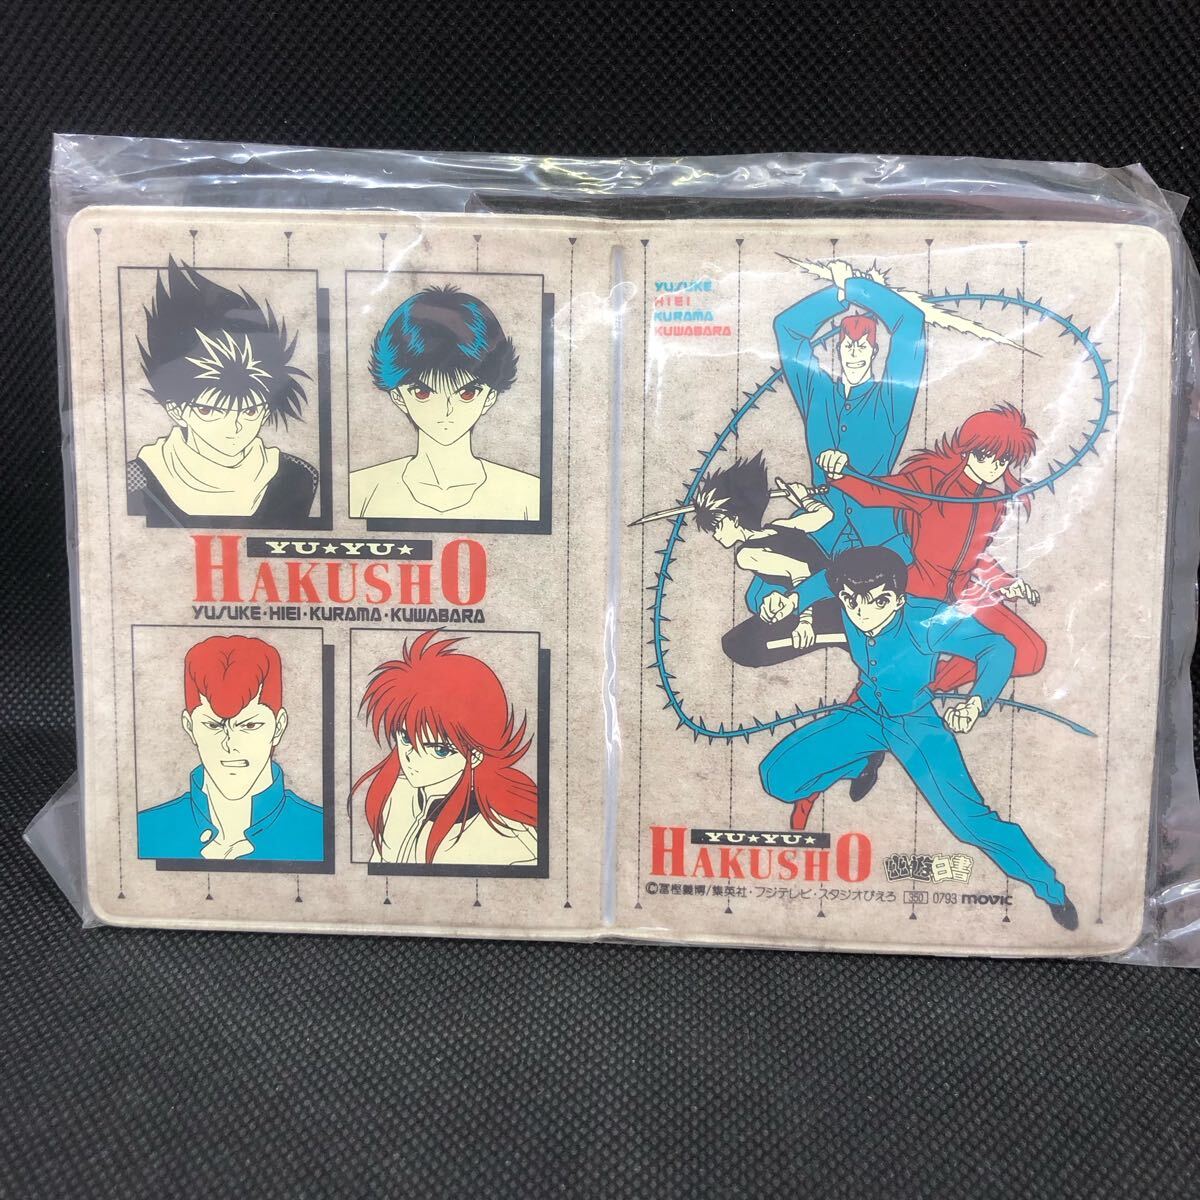 YU★YU★
HAKUSHO
YUSUKE・HIEI・KURAMA・KUWABARA
YUSUKE
HIEI
KURAMA
KUWABARA
YU★YU★
HAKUSHO
幽遊白書
©冨樫義博/集英社・フジテレビ・スタジオぴえろ 350 0793 movic